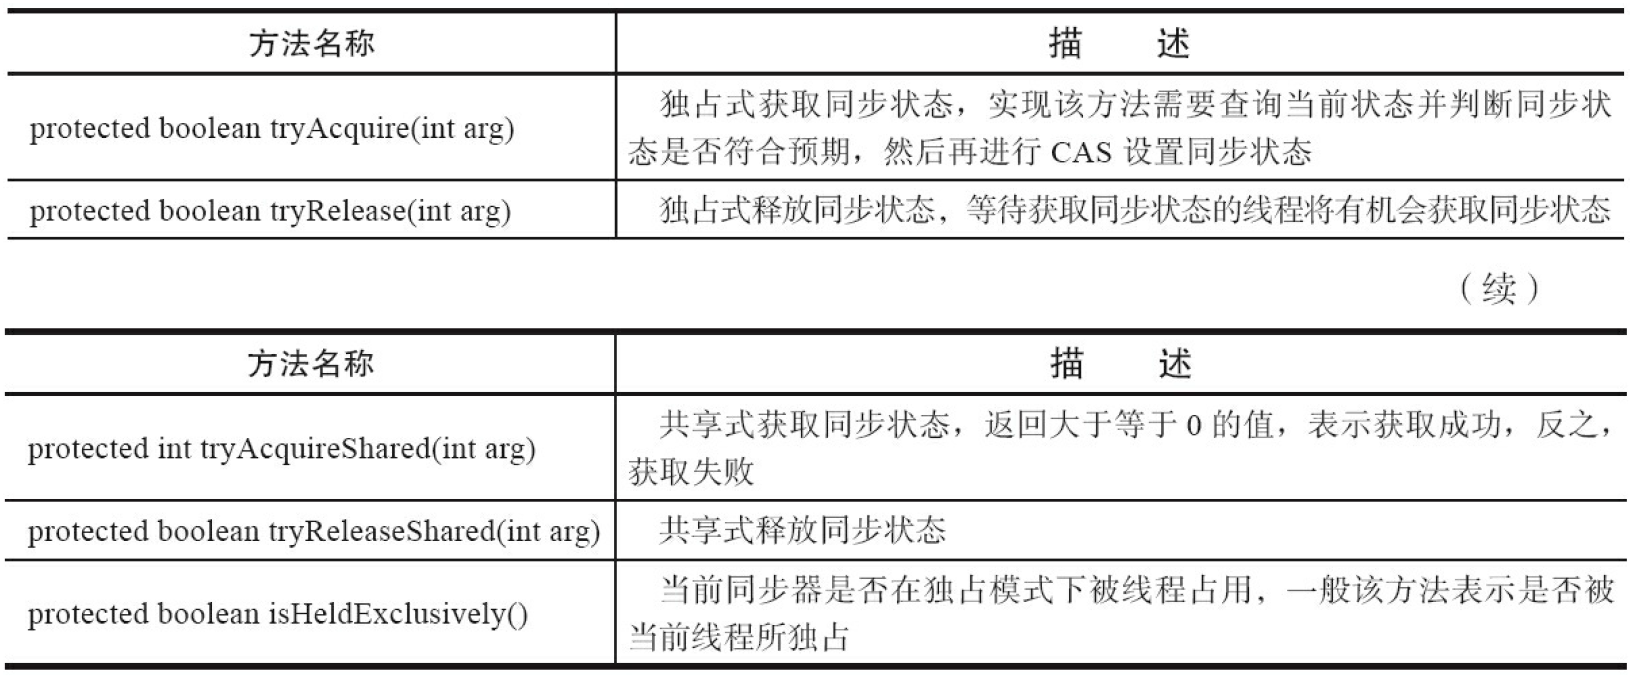 方法名称 描 述
protected boolean tryAcquire(int arg) 独占式获取同步状态，实现该方法需要查询当前状态并判断同步状
态是否符合预期，然后再进行 CAS 设置同步状态
protected boolean tryRelease(int arg) 独占式释放同步状态，等待获取同步状态的线程将有机会获取同步状态
（续）
方法名称 描 述
protected int tryAcquireShared(int arg) 共享式获取同步状态，返回大于等于 0 的值，表示获取成功，反之，
获取失败
protected boolean tryReleaseShared(int arg) 共享式释放同步状态
protected boolean isHeldExclusively() 当前同步器是否在独占模式下被线程占用，一般该方法表示是否被
当前线程所独占